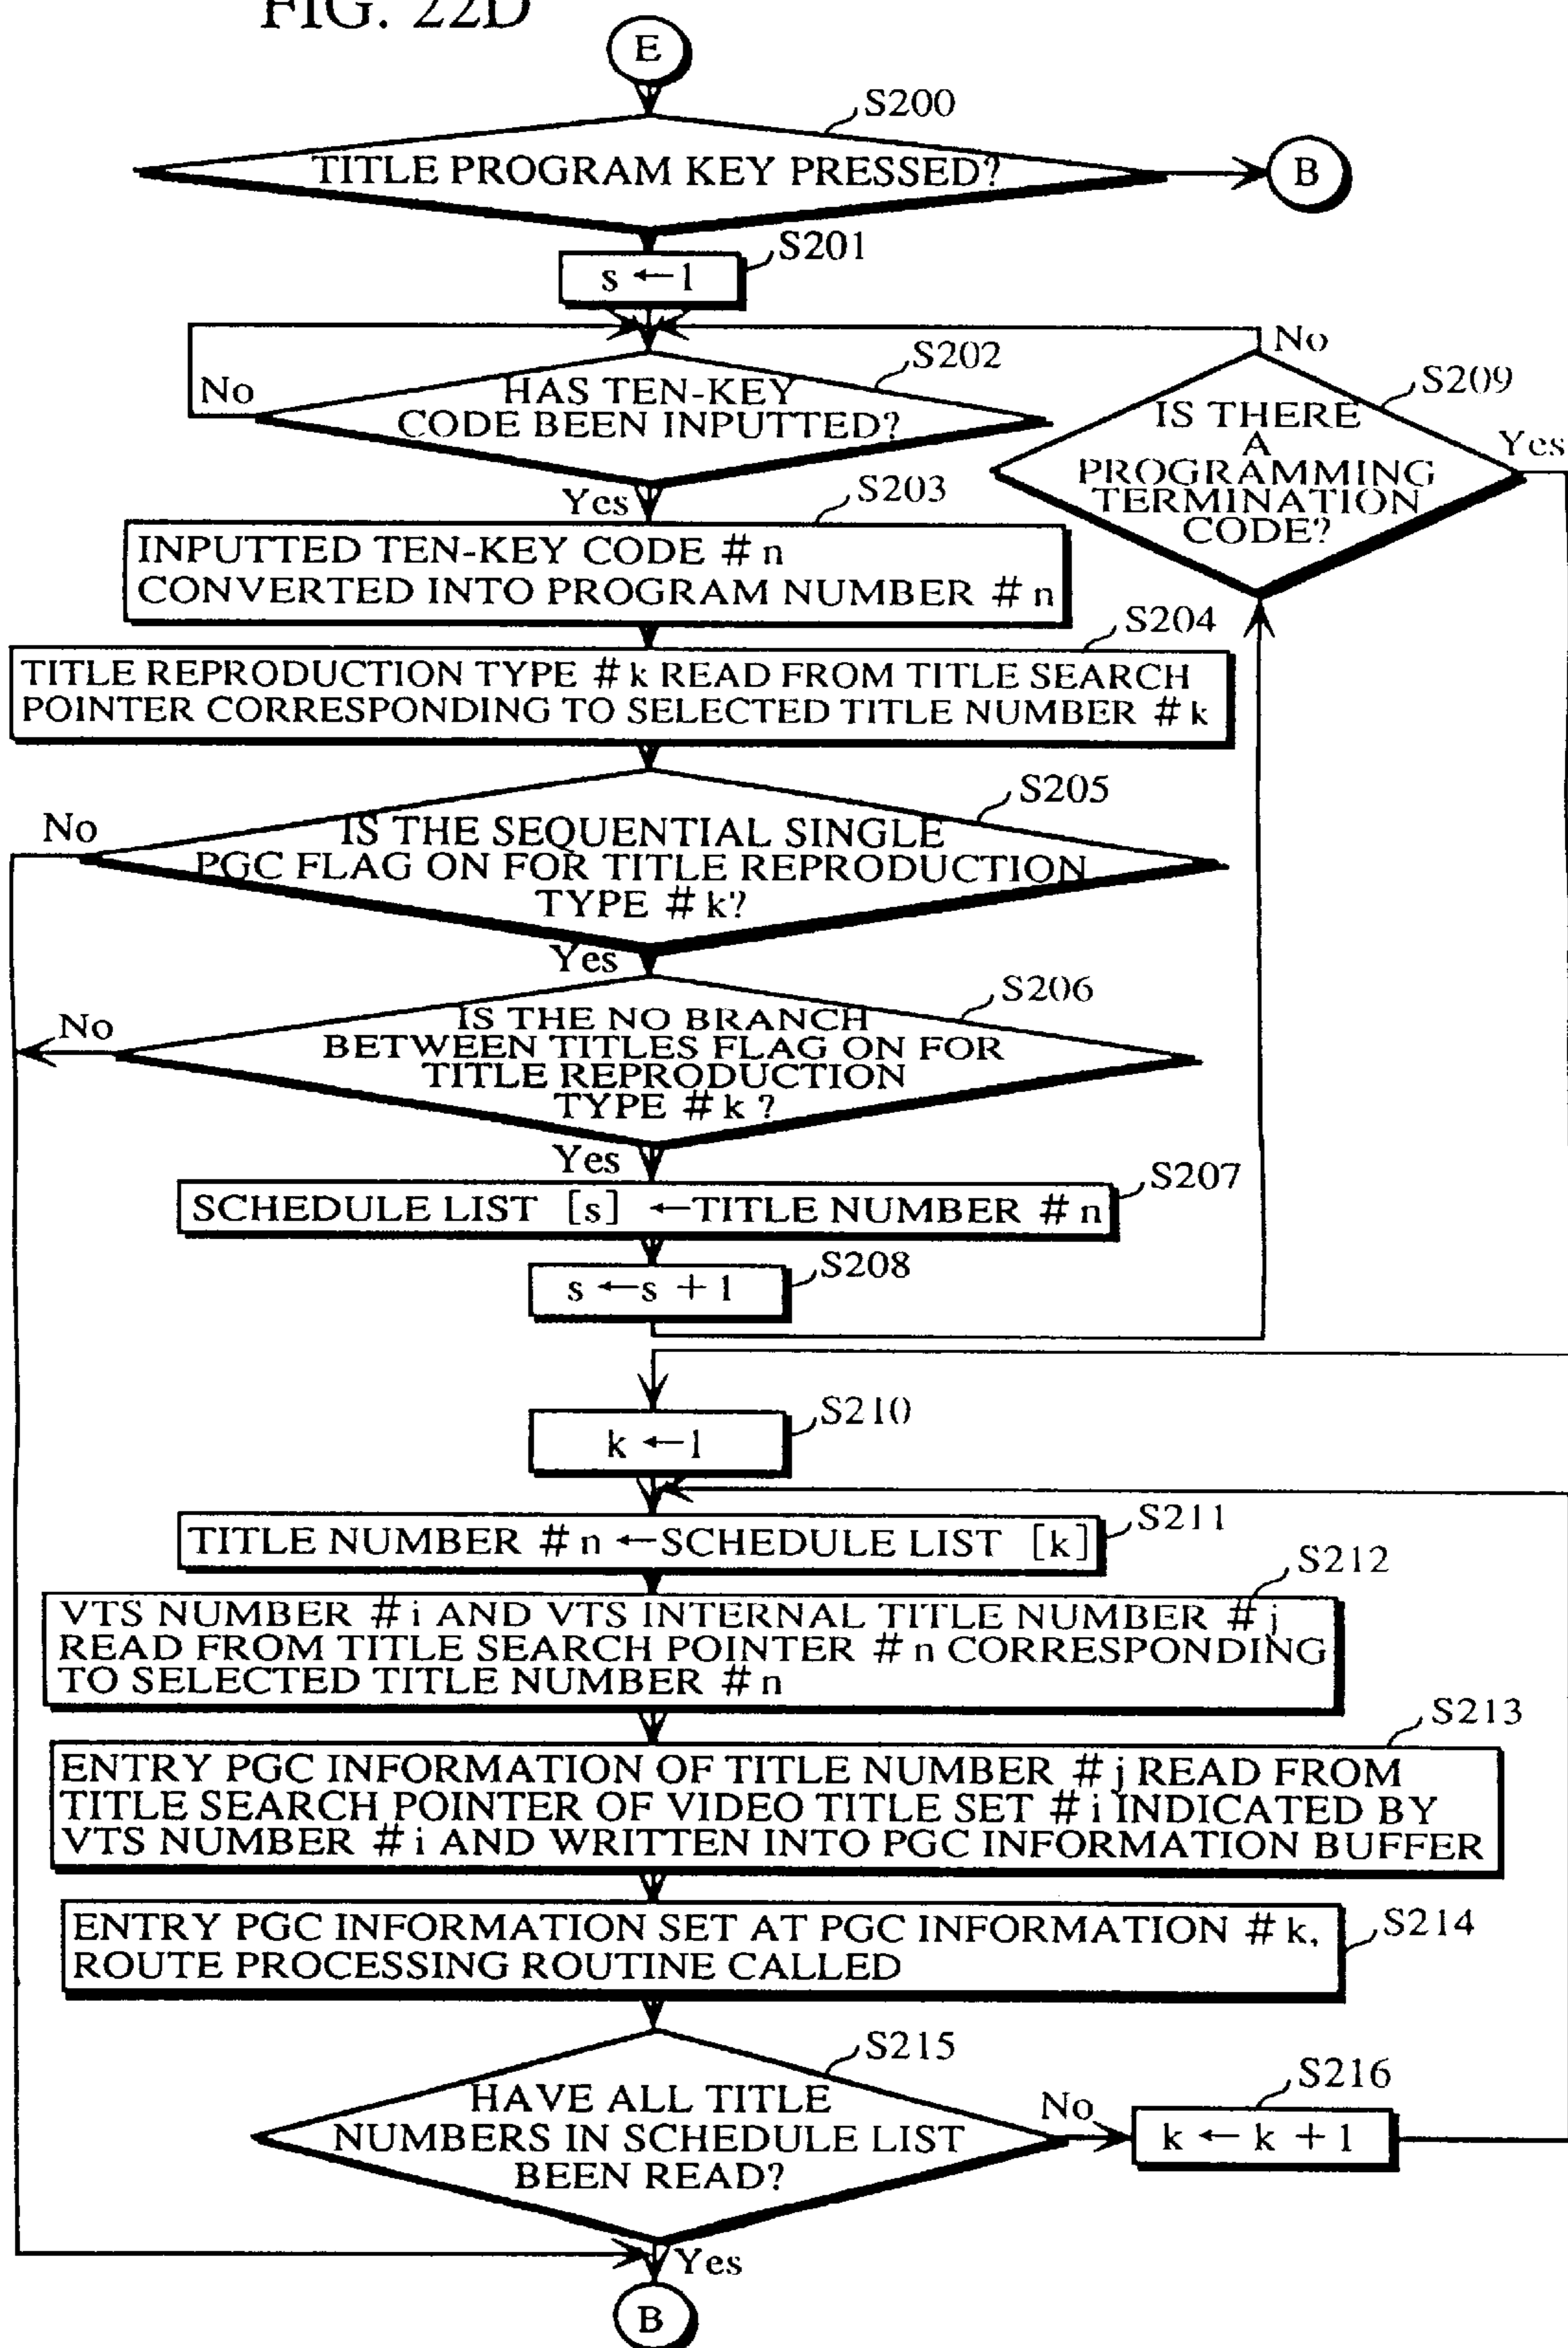 FIG. 22D
E
S200
TITLE PROGRAM KEY PRESSED?
B
S201
s ←1
No
S202
No
HAS TEN-KEY
CODE BEEN INPUTTED?
S209
IS THERE
A
PROGRAMMING
TERMINATION
CODE?
Yes
Yes
S203
INPUTTED TEN-KEY CODE #n
CONVERTED INTO PROGRAM NUMBER #n
S204
TITLE REPRODUCTION TYPE #k READ FROM TITLE SEARCH
POINTER CORRESPONDING TO SELECTED TITLE NUMBER #k
S205
No
IS THE SEQUENTIAL SINGLE
PGC FLAG ON FOR TITLE REPRODUCTION
TYPE #k?
Yes
S206
No
IS THE NO BRANCH
BETWEEN TITLES FLAG ON FOR
TITLE REPRODUCTION
TYPE #k?
Yes
S207
SCHEDULE LIST [s] ←TITLE NUMBER #n
S208
s ←s +1
S210
k ←1
S211
TITLE NUMBER #n ←SCHEDULE LIST [k]
S212
VTS NUMBER #i AND VTS INTERNAL TITLE NUMBER #j
READ FROM TITLE SEARCH POINTER #n CORRESPONDING
TO SELECTED TITLE NUMBER #n
S213
ENTRY PGC INFORMATION OF TITLE NUMBER #j READ FROM
TITLE SEARCH POINTER OF VIDEO TITLE SET #i INDICATED BY
VTS NUMBER #i AND WRITTEN INTO PGC INFORMATION BUFFER
S214
ENTRY PGC INFORMATION SET AT PGC INFORMATION #k,
ROUTE PROCESSING ROUTINE CALLED
S215
HAVE ALL TITLE
NUMBERS IN SCHEDULE LIST
BEEN READ?
No
S216
k ← k +1
Yes
B